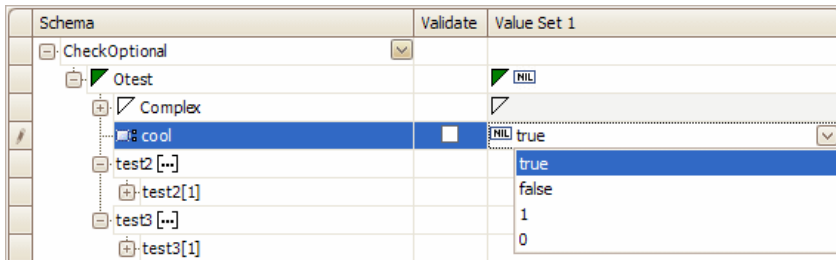 Schema Validate Value Set 1
CheckOptional
Otest NIL
Complex
cool NIL true
test2 [...] true
test2[1] false
test3 [...] 1
test3[1] 0